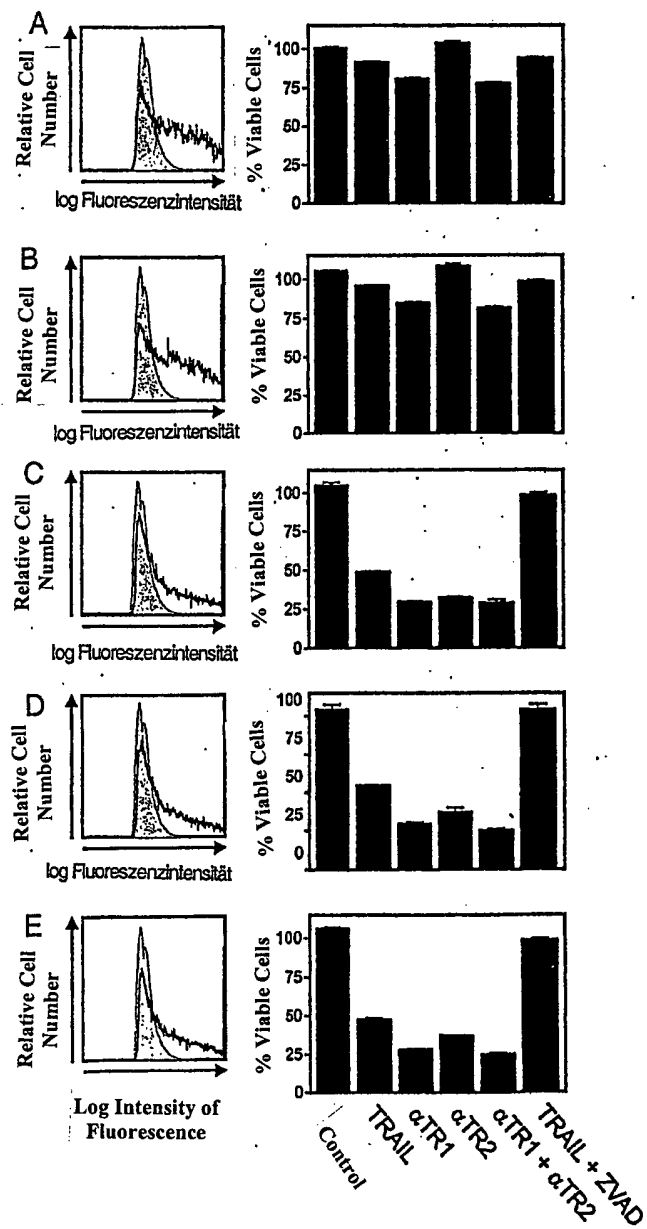 A
Relative Cell
Number
log Fluoreszenzintensität
% Viable Cells
100
75
50
25
0
B
Relative Cell
Number
log Fluoreszenzintensität
% Viable Cells
100
75
50
25
0
C
Relative Cell
Number
log Fluoreszenzintensität
% Viable Cells
100
75
50
25
0
D
Relative Cell
Number
log Fluoreszenzintensität
% Viable Cells
100
75
50
25
0
E
Relative Cell
Number
Log Intensity of
Fluorescence
% Viable Cells
100
75
50
25
0
Control
TRAIL
αTR1
αTR2
αTR1 + αTR2
TRAIL + ZVAD